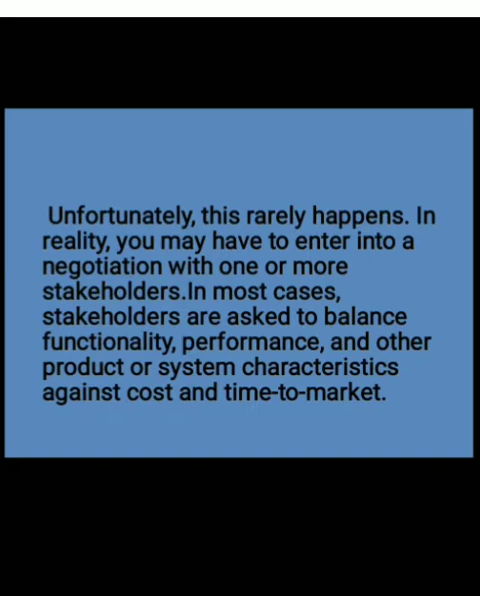 Unfortunately, this rarely happens. In
reality, you may have to enter into a
negotiation with one or more
stakeholders.In most cases,
stakeholders are asked to balance
functionality, performance, and other
product or system characteristics
against cost and time-to-market.